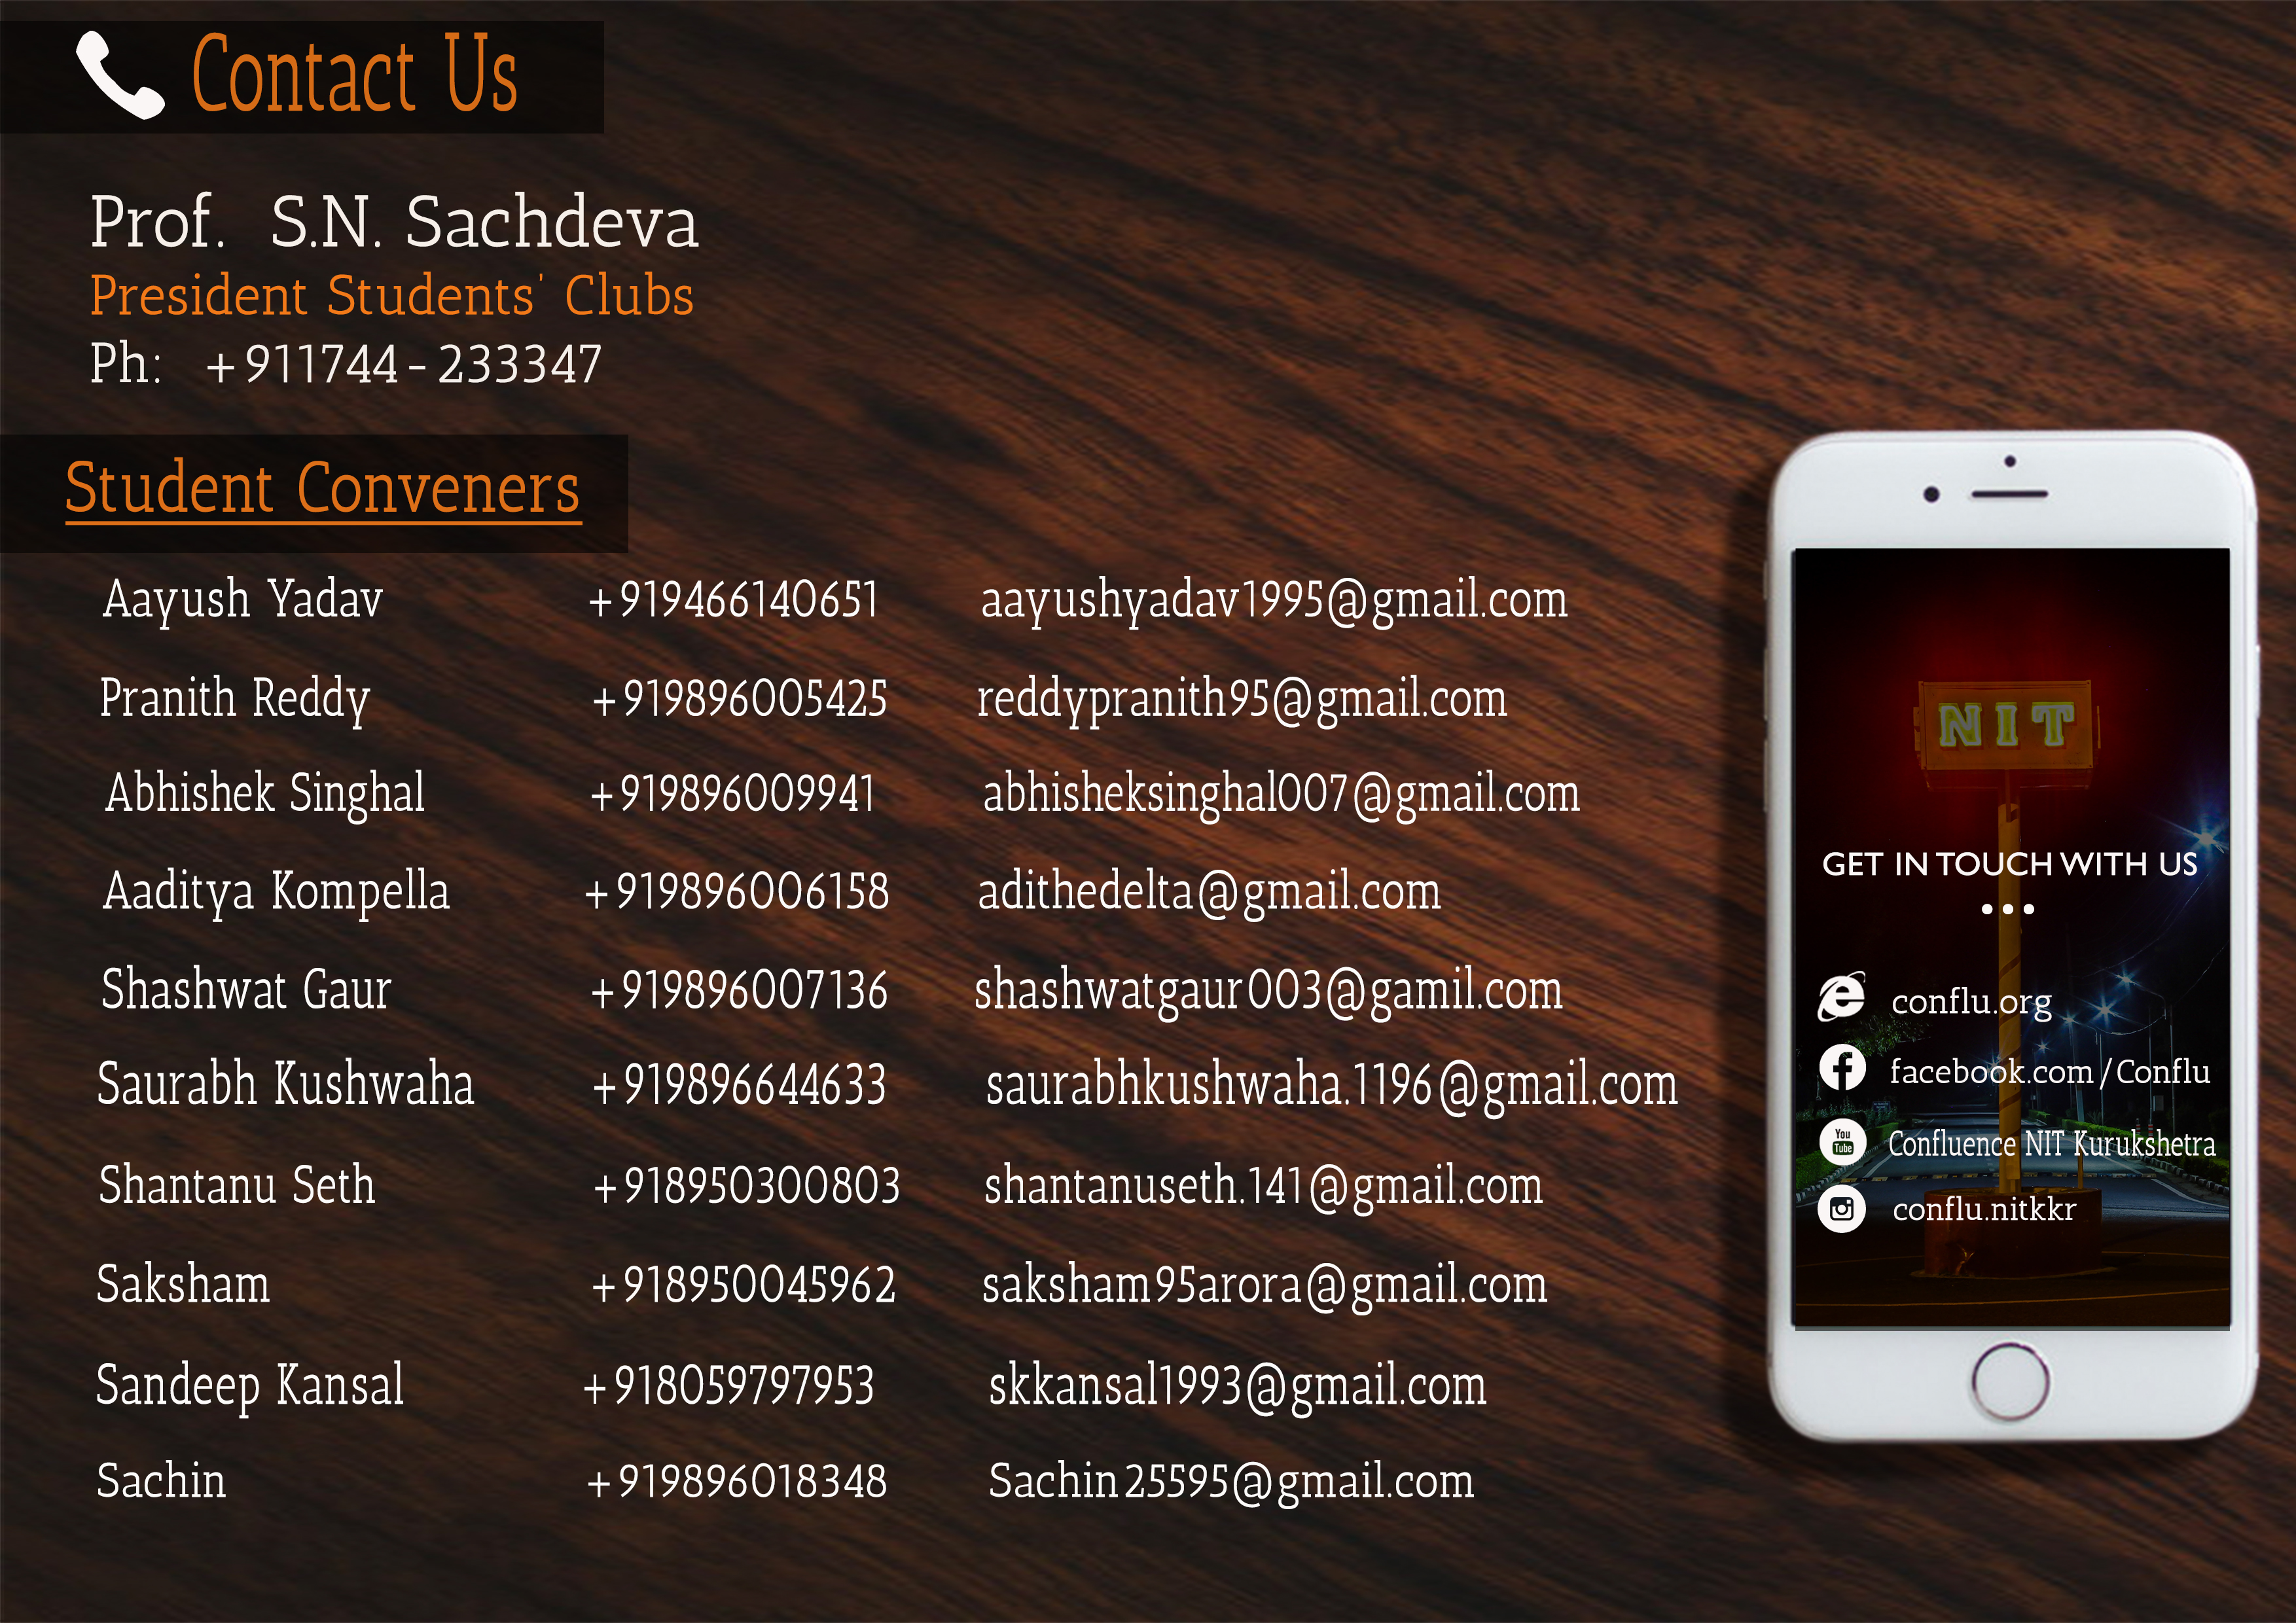 Contact Us
Prof. S.N. Sachdeva
President Students' Clubs
Ph: +911744-233347
Student Conveners
Aayush Yadav +919466140651 aayushyadav1995@gmail.com
Pranith Reddy +919896005425 reddypranith95@gmail.com
Abhishek Singhal +919896009941 abhisheksinghal007@gmail.com
Aaditya Kompella +919896006158 adithedelta@gmail.com
Shashwat Gaur +919896007136 shashwatgaur003@gamil.com
Saurabh Kushwaha +919896644633 saurabhkushwaha.1196@gmail.com
Shantanu Seth +918950300803 shantanuseth.141@gmail.com
Saksham +918950045962 saksham95arora@gmail.com
Sandeep Kansal +918059797953 skkansal1993@gmail.com
Sachin +919896018348 Sachin25595@gmail.com
NIT
GET IN TOUCH WITH US
conflu.org
facebook.com/Conflu
You Tube Confluence NIT Kurukshetra
conflu.nitkkr